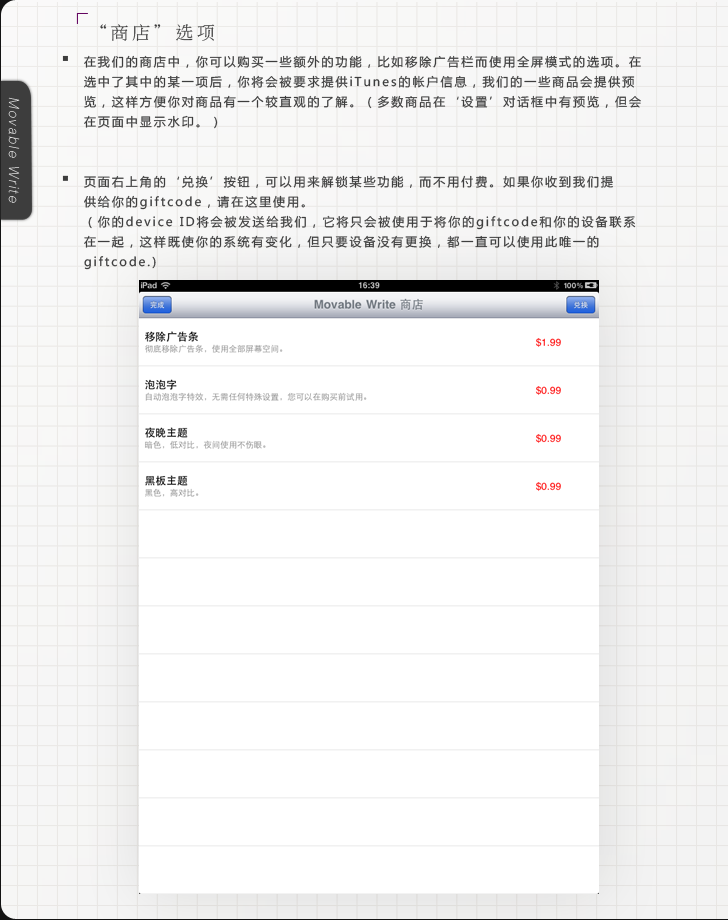 “商店”选项
在我们的商店中，你可以购买一些额外的功能，比如移除广告栏而使用全屏模式的选项。在
选中了其中的某一项后，你将会被要求提供iTunes的帐户信息，我们的一些商品会提供预
览，这样方便你对商品有一个较直观的了解。（多数商品在‘设置’对话框中有预览，但会
在页面中显示水印。）
Movable Write
页面右上角的‘兑换’按钮，可以用来解锁某些功能，而不用付费。如果你收到我们提
供给你的giftcode，请在这里使用。
（你的device ID将会被发送给我们，它将只会被使用于将你的giftcode和你的设备联系
在一起，这样既使你的系统有变化，但只要设备没有更换，都一直可以使用此唯一的
giftcode.）
iPad 16:39 100%
完成 Movable Write 商店 兑换
移除广告条
彻底移除广告条，使用全部屏幕空间。
$1.99
泡泡字
自动泡泡字特效，无需任何特殊设置，您可以在购买前试用。
$0.99
夜晚主题
暗色，低对比，夜间使用不伤眼。
$0.99
黑板主题
黑色，高对比。
$0.99